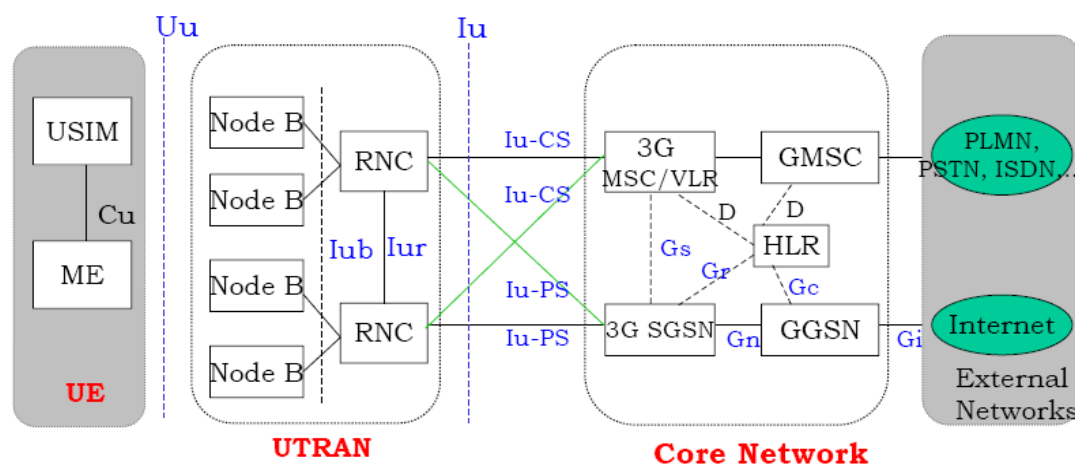 Uu
Iu
USIM
Cu
ME
UE
Node B
Node B
Node B
Node B
RNC
RNC
Iub
Iur
UTRAN
Iu-CS
Iu-CS
Iu-PS
Iu-PS
3G
MSC/VLR
GMSC
D
D
HLR
Gs
Gr
Gc
3G SGSN
Gn
GGSN
Gi
Core Network
PLMN,
PSTN, ISDN,...
Internet
External
Networks